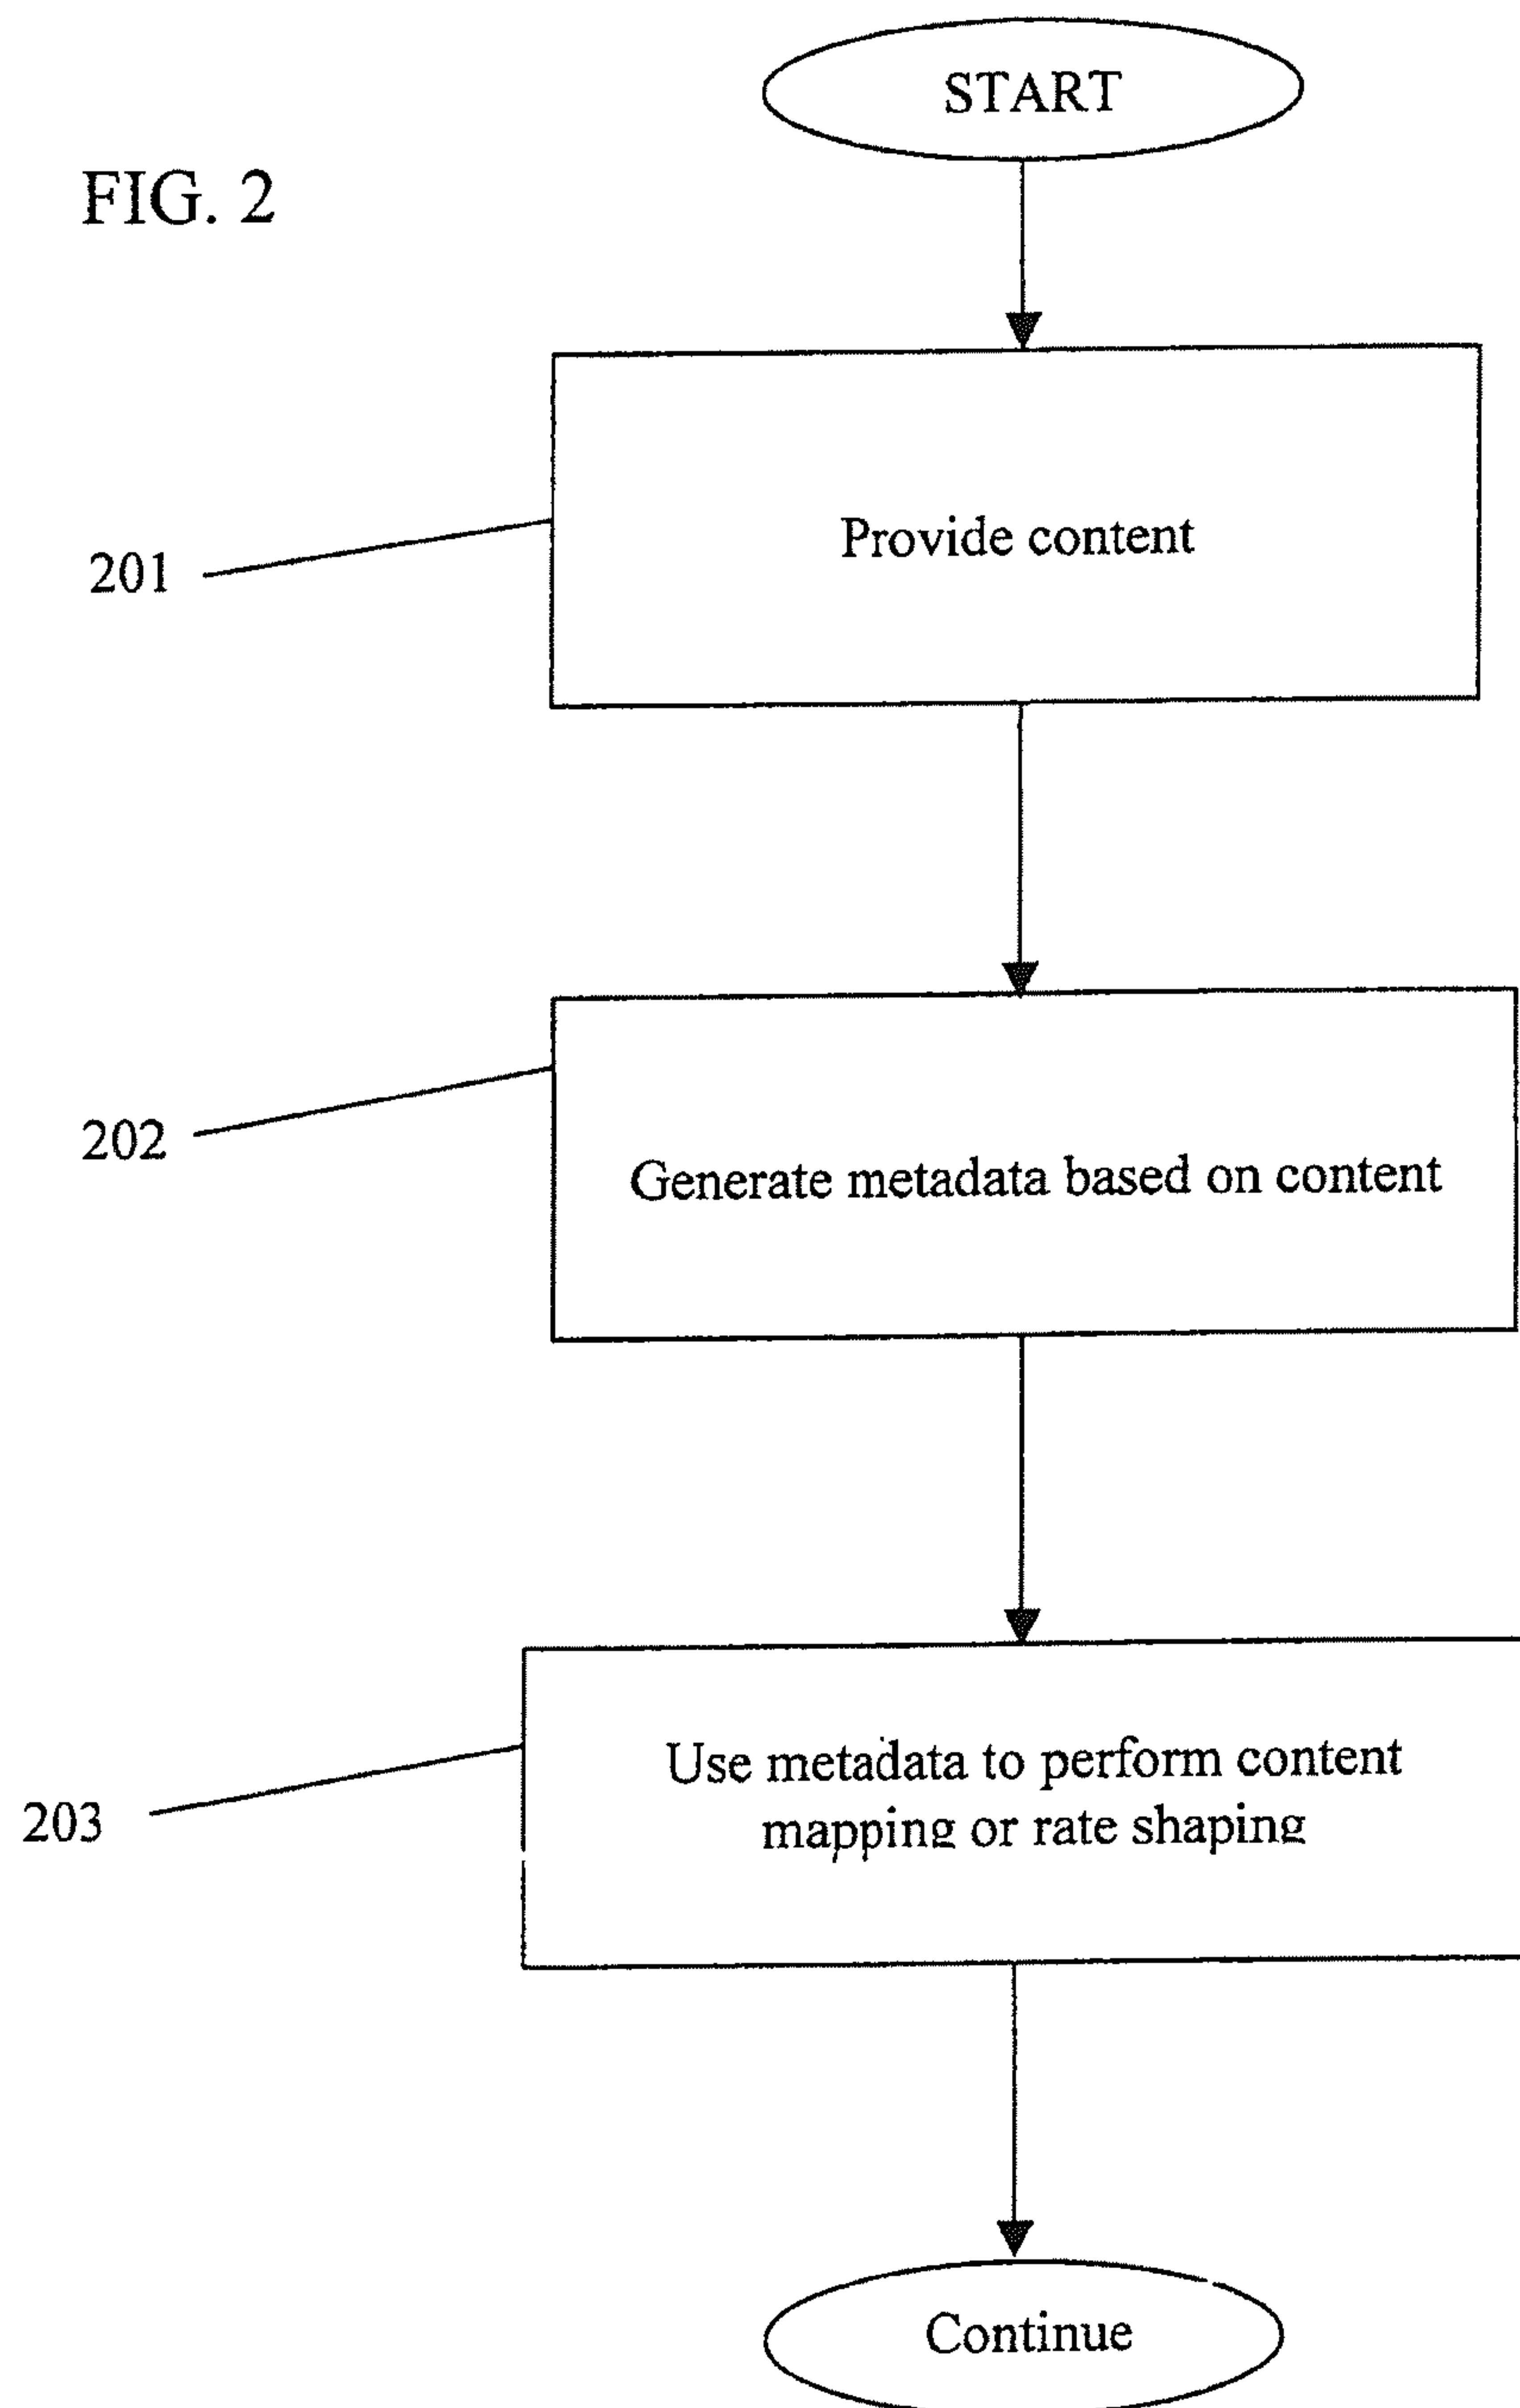 START
FIG. 2
Provide content
201
202
Generate metadata based on content
Use metadata to perform content
mapping or rate shaping
203
Continue